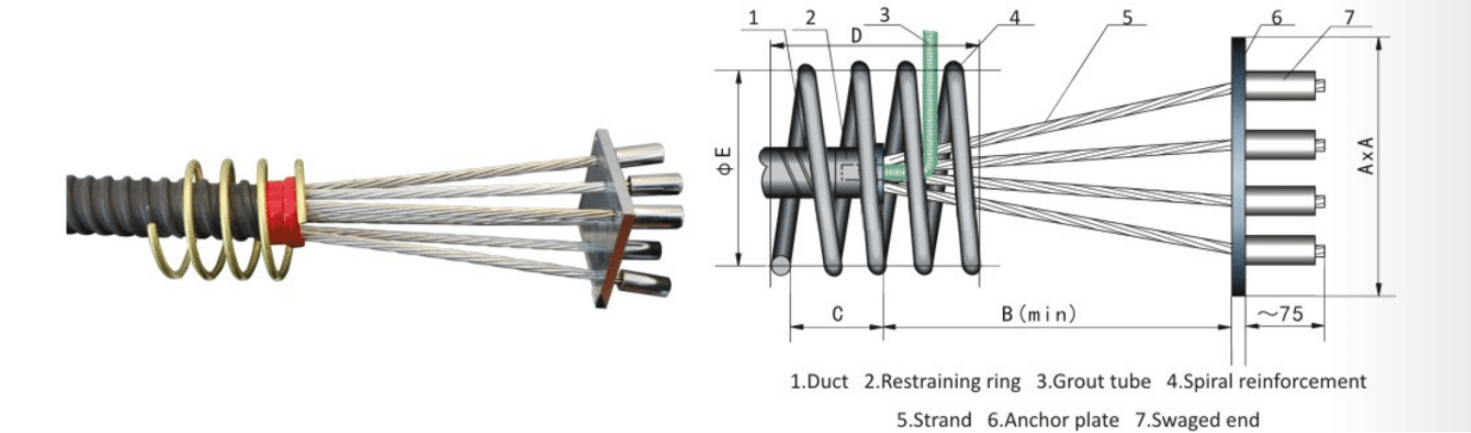 1 2 3 4 5 6 7
D
ΦE
A×A
C B(min) ~75
1.Duct 2.Restraining ring 3.Grout tube 4.Spiral reinforcement
5.Strand 6.Anchor plate 7.Swaged end